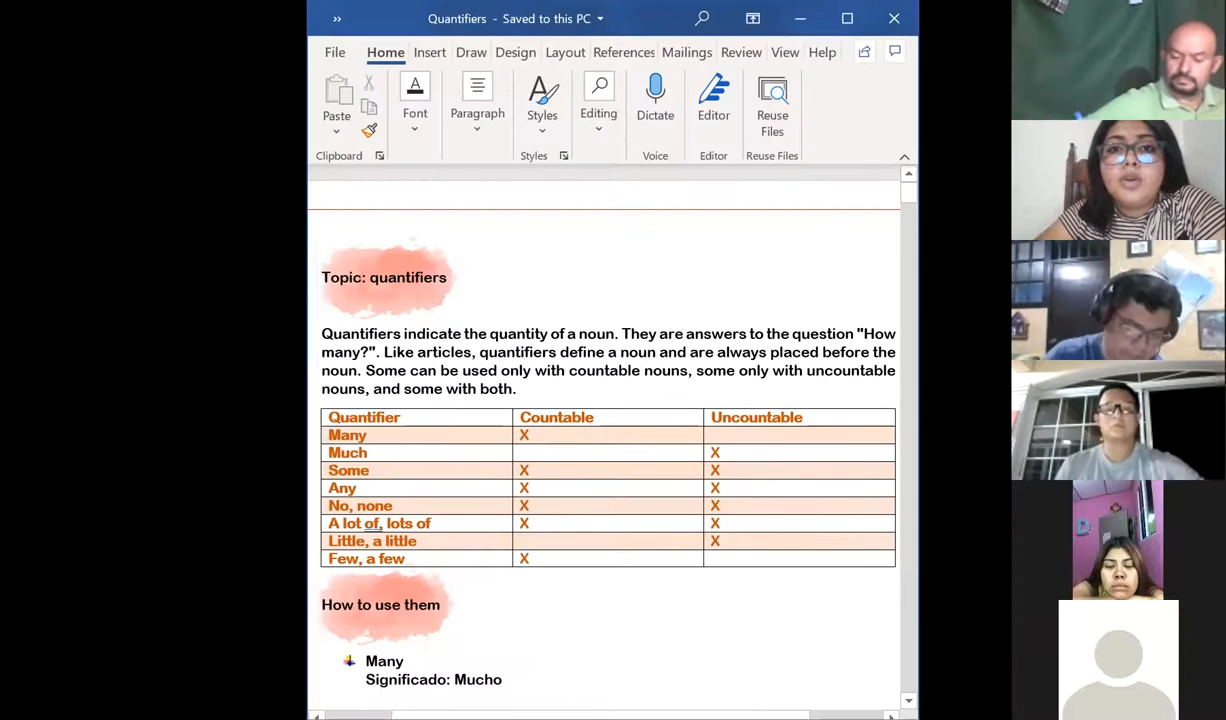 Quantifiers - Saved to this PC
File Home Insert Draw Design Layout References Mailings Review View Help
Paste
Font
Paragraph
Styles
Editing
Dictate
Editor
Reuse Files
Clipboard
Styles
Voice
Editor
Reuse Files
Topic: quantifiers
Quantifiers indicate the quantity of a noun. They are answers to the question "How
many?". Like articles, quantifiers define a noun and are always placed before the
noun. Some can be used only with countable nouns, some only with uncountable
nouns, and some with both.
Quantifier Countable Uncountable
Many X
Much X
Some X X
Any X X
No, none X X
A lot of, lots of X X
Little, a little X
Few, a few X
How to use them
Many
Significado: Mucho